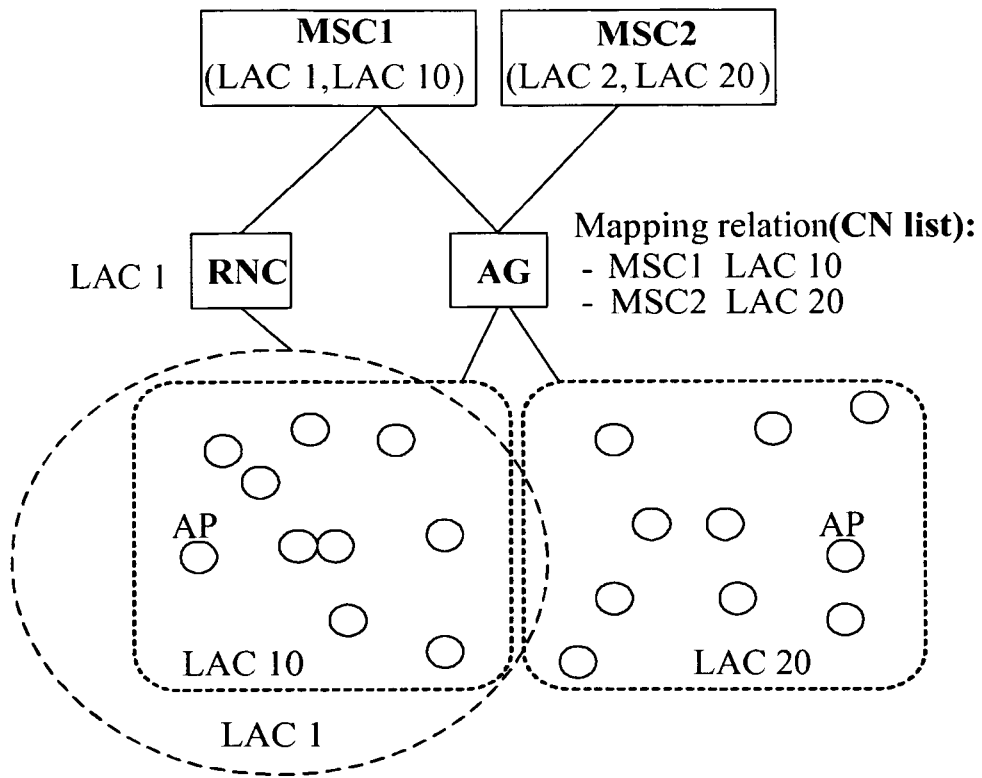 MSC1
(LAC 1,LAC 10)
MSC2
(LAC 2, LAC 20)
LAC 1
RNC
AG
Mapping relation(CN list):
- MSC1 LAC 10
- MSC2 LAC 20
AP
AP
LAC 10
LAC 20
LAC 1